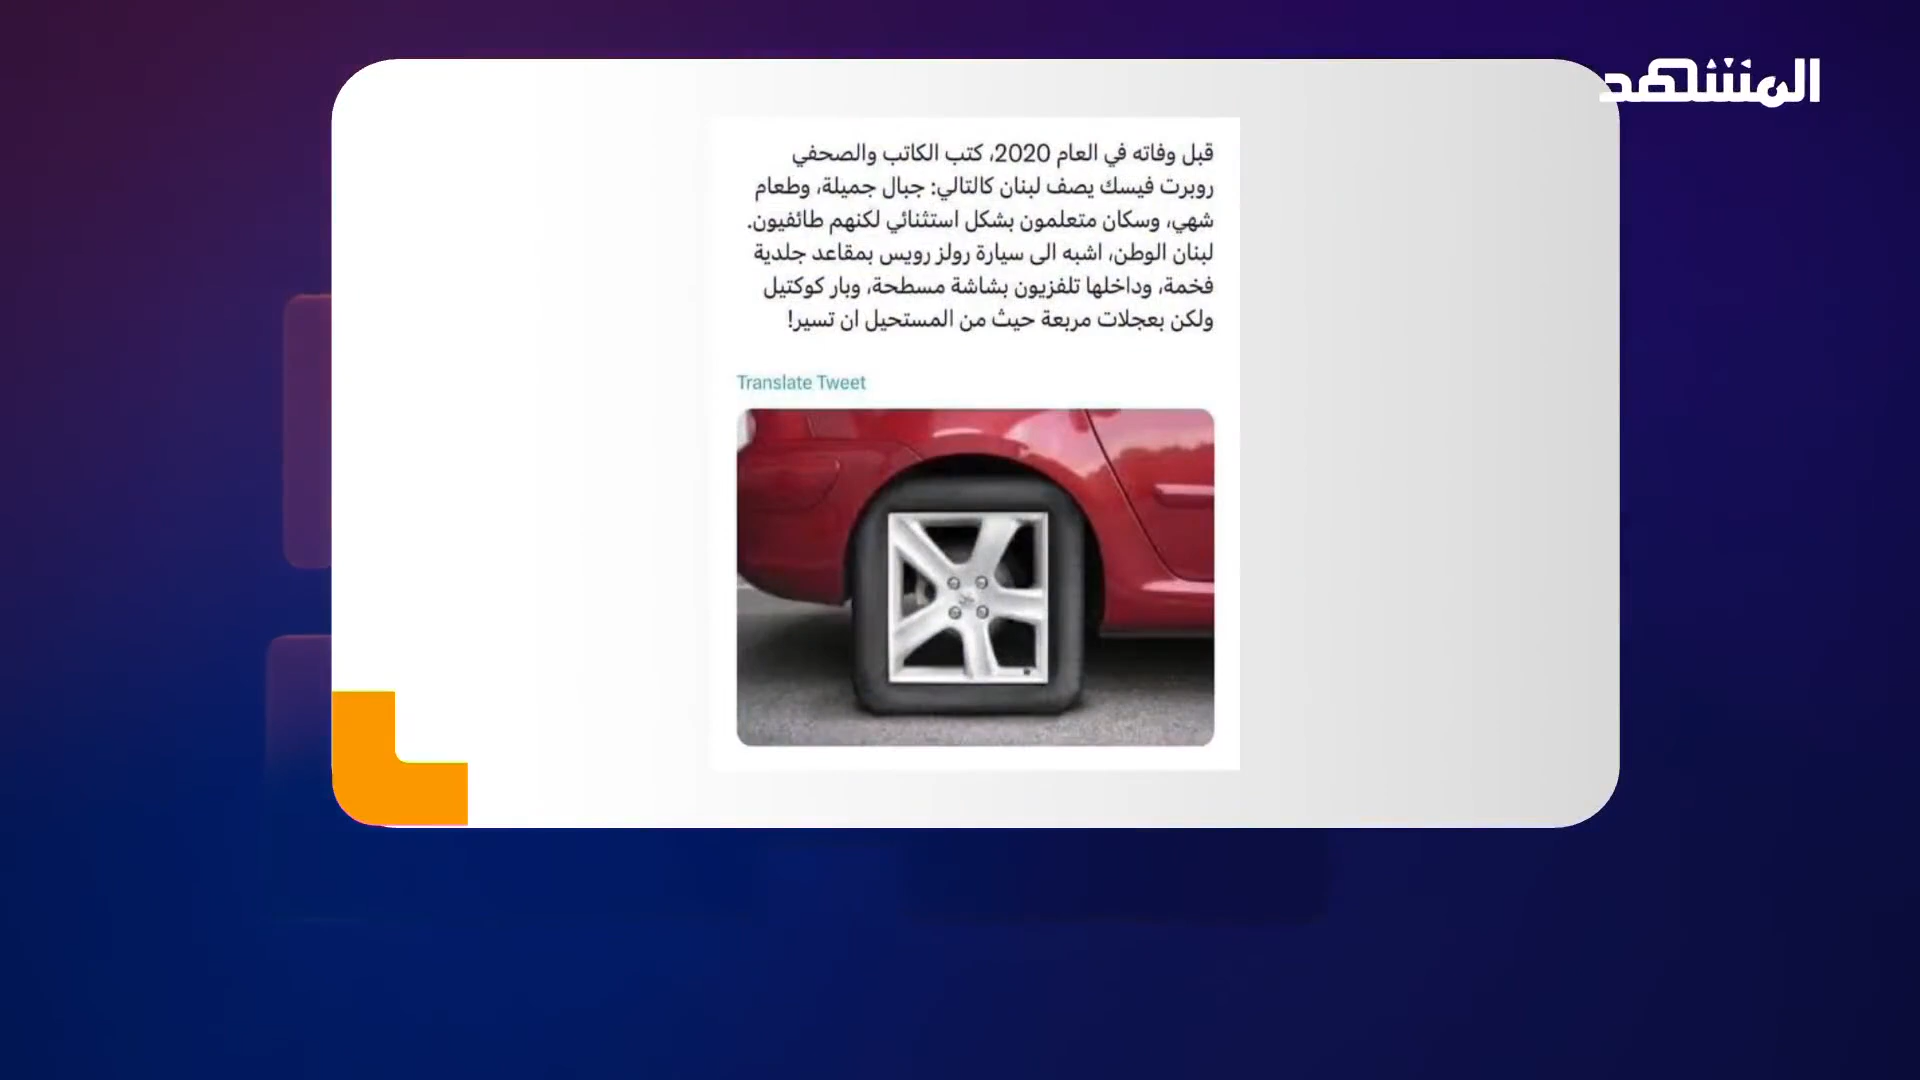 المشهد
قبل وفاته في العام 2020، كتب الكاتب والصحفي
روبرت فيسك يصف لبنان كالتالي: جبال جميلة، وطعام
شهي، وسكان متعلمون بشكل استثنائي لكنهم طائفيون.
لبنان الوطن، اشبه الى سيارة رولز رويس بمقاعد جلدية
فخمة، وداخلها تلفزيون بشاشة مسطحة، وبار كوكتيل
ولكن بعجلات مربعة حيث من المستحيل ان تسير!
Translate Tweet